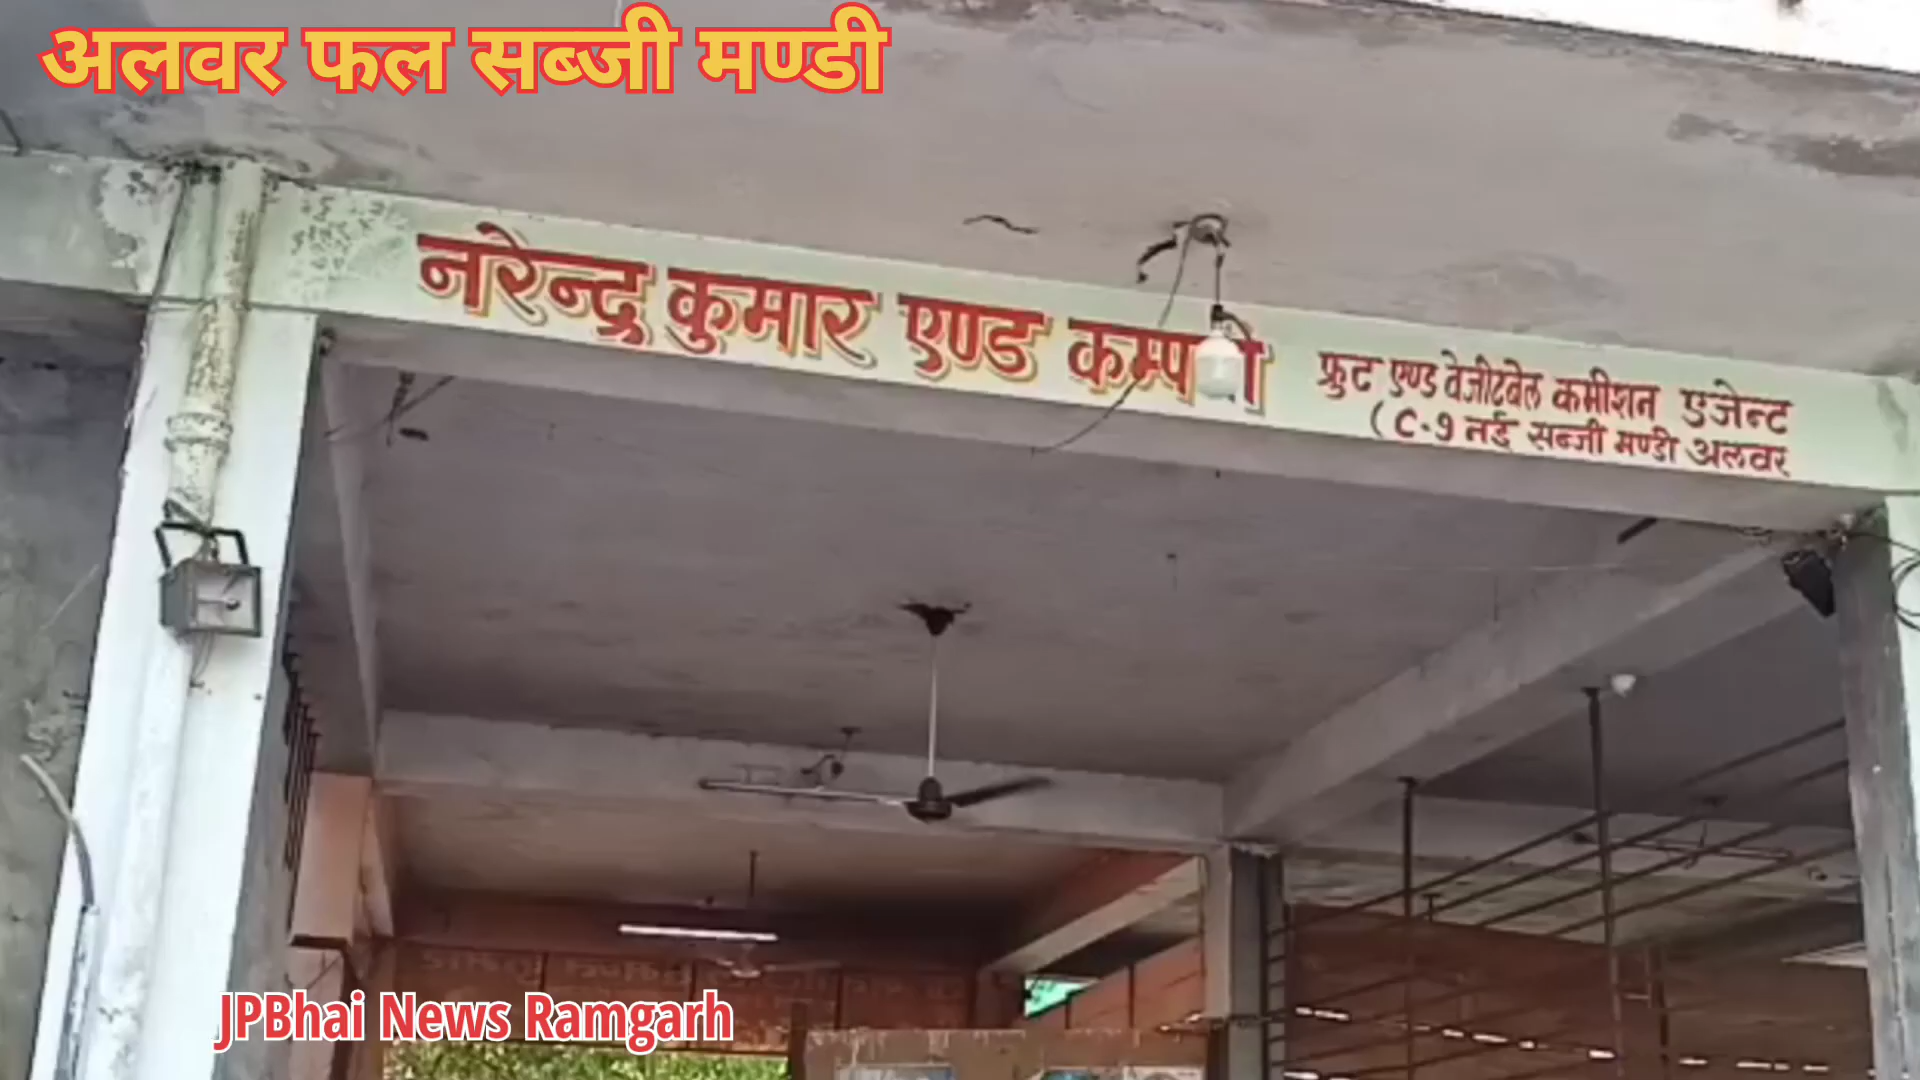 अलवर फल सब्जी मण्डी
नरेन्द्र कुमार एण्ड कम्पनी
फ्रुट एण्ड वेजीटेबेल कमीशन एजेन्ट
( C-9 नई सब्जी मण्डी अलवर
JPBhai News Ramgarh